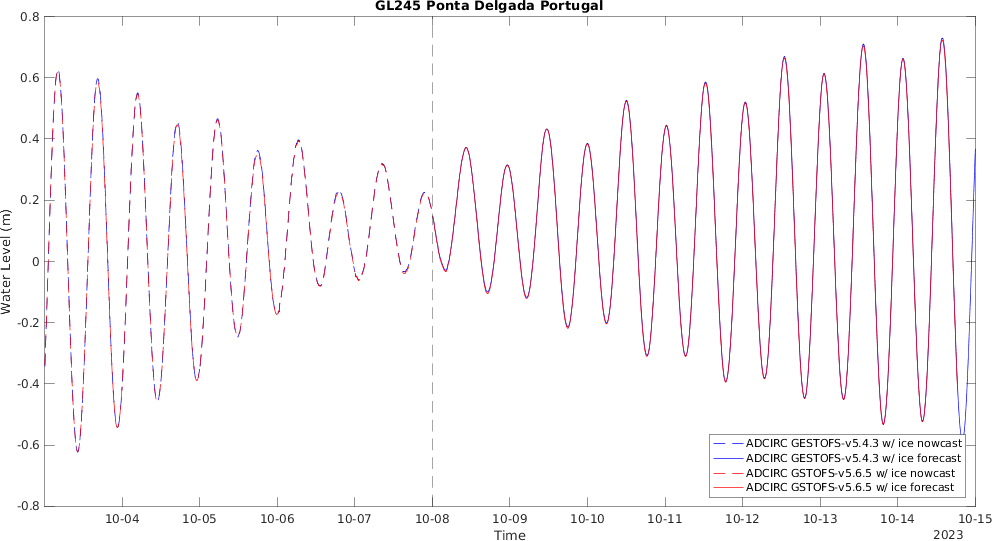 GL245 Ponta Delgada Portugal
0.8
0.6
0.4
0.2
0
-0.2
-0.4
-0.6
-0.8
Water Level (m)
ADCIRC GESTOFS-v5.4.3 w/ ice nowcast
ADCIRC GESTOFS-v5.4.3 w/ ice forecast
ADCIRC GSTOFS-v5.6.5 w/ ice nowcast
ADCIRC GSTOFS-v5.6.5 w/ ice forecast
10-04 10-05 10-06 10-07 10-08 10-09 10-10 10-11 10-12 10-13 10-14 10-15
Time
2023